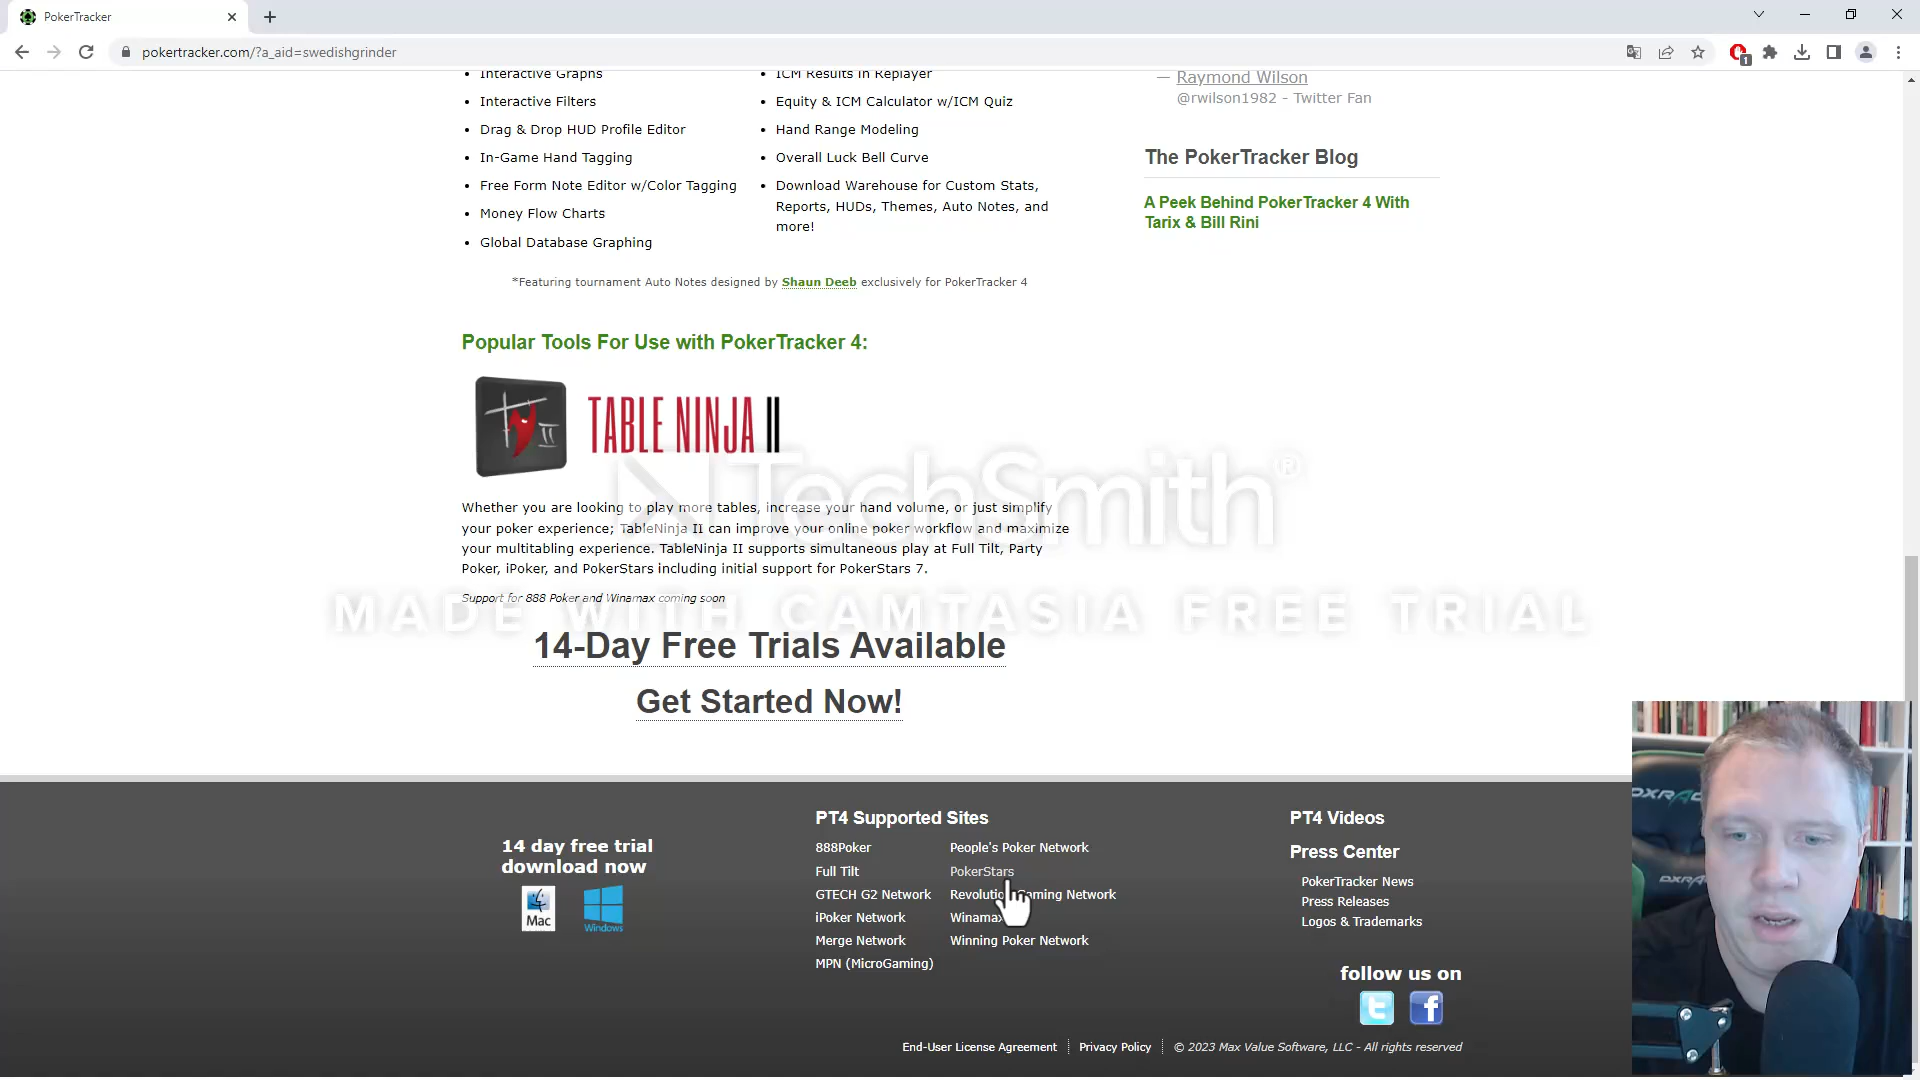 PokerTracker
pokertracker.com/?a_aid=swedishgrinder
1
Interactive Graphs
Interactive Filters
Drag & Drop HUD Profile Editor
In-Game Hand Tagging
Free Form Note Editor w/Color Tagging
Money Flow Charts
Global Database Graphing
ICM Results in Replayer
Equity & ICM Calculator w/ICM Quiz
Hand Range Modeling
Overall Luck Bell Curve
Download Warehouse for Custom Stats,
Reports, HUDs, Themes, Auto Notes, and
more!
— Raymond Wilson
@rwilson1982 - Twitter Fan
The PokerTracker Blog
A Peek Behind PokerTracker 4 With
Tarix & Bill Rini
*Featuring tournament Auto Notes designed by Shaun Deeb exclusively for PokerTracker 4
Popular Tools For Use with PokerTracker 4:
TABLE NINJA II
Whether you are looking to play more tables, increase your hand volume, or just simplify
your poker experience; TableNinja II can improve your online poker workflow and maximize
your multitabling experience. TableNinja II supports simultaneous play at Full Tilt, Party
Poker, iPoker, and PokerStars including initial support for PokerStars 7.
Support for 888 Poker and Winamax coming soon
TechSmith®
MADE WITH CAMTASIA FREE TRIAL
14-Day Free Trials Available
Get Started Now!
14 day free trial
download now
Mac
Windows
PT4 Supported Sites
888Poker
Full Tilt
GTECH G2 Network
iPoker Network
Merge Network
MPN (MicroGaming)
People's Poker Network
PokerStars
Gaming Network
Winning Poker Network
PT4 Videos
Press Center
PokerTracker News
Press Releases
Logos & Trademarks
follow us on
End-User License Agreement
Privacy Policy
© 2023 Max Value Software, LLC - All rights reserved